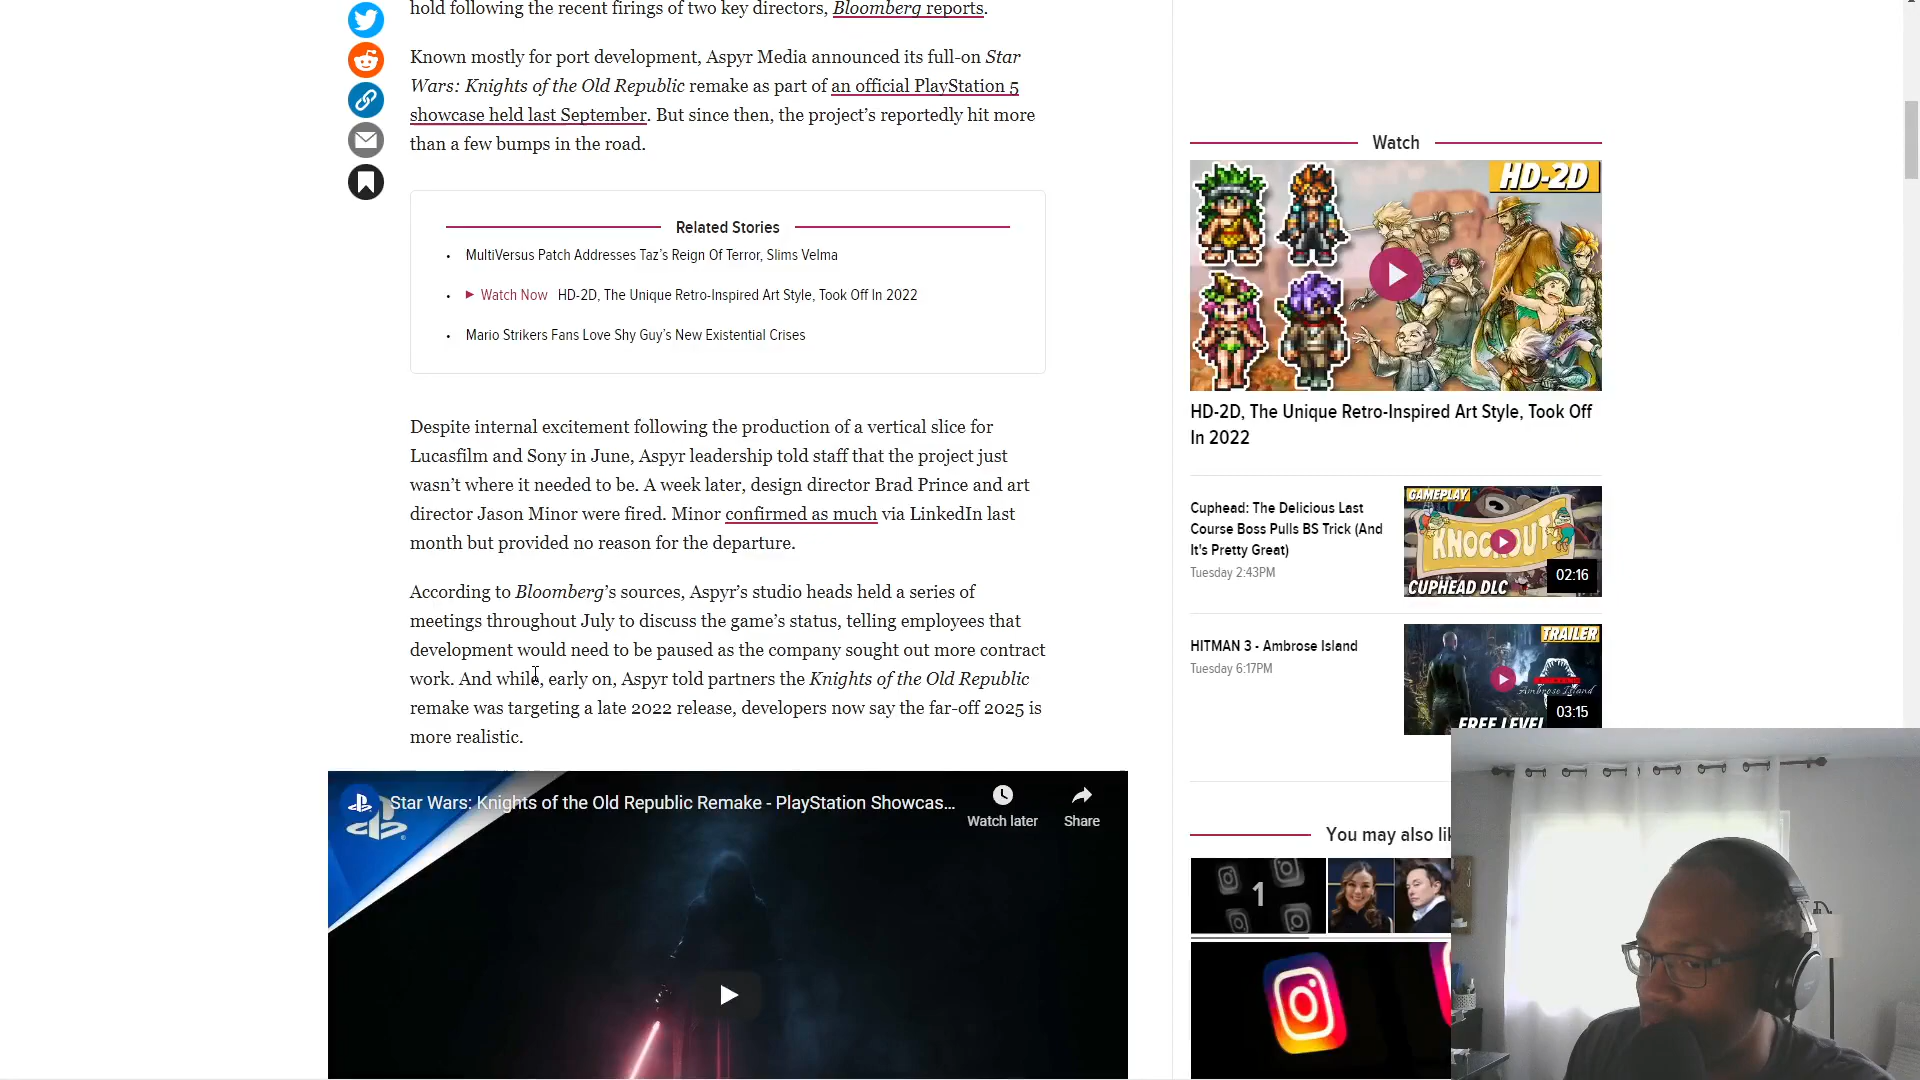 hold following the recent firings of two key directors, Bloomberg reports.
Known mostly for port development, Aspyr Media announced its full-on Star
Wars: Knights of the Old Republic remake as part of an official PlayStation 5
showcase held last September. But since then, the project’s reportedly hit more
than a few bumps in the road.
Related Stories
• MultiVersus Patch Addresses Taz’s Reign Of Terror, Slims Velma
• Watch Now HD-2D, The Unique Retro-Inspired Art Style, Took Off In 2022
• Mario Strikers Fans Love Shy Guy’s New Existential Crises
Despite internal excitement following the production of a vertical slice for
Lucasfilm and Sony in June, Aspyr leadership told staff that the project just
wasn’t where it needed to be. A week later, design director Brad Prince and art
director Jason Minor were fired. Minor confirmed as much via LinkedIn last
month but provided no reason for the departure.
According to Bloomberg’s sources, Aspyr’s studio heads held a series of
meetings throughout July to discuss the game’s status, telling employees that
development would need to be paused as the company sought out more contract
work. And while, early on, Aspyr told partners the Knights of the Old Republic
remake was targeting a late 2022 release, developers now say the far-off 2025 is
more realistic.
Star Wars: Knights of the Old Republic Remake - PlayStation Showcas...
Watch later
Share
Watch
HD-2D
HD-2D, The Unique Retro-Inspired Art Style, Took Off
In 2022
Cuphead: The Delicious Last
Course Boss Pulls BS Trick (And
It's Pretty Great)
Tuesday 2:43PM
GAMEPLAY
KNOCKOUT!
CUPHEAD DLC
02:16
HITMAN 3 - Ambrose Island
Tuesday 6:17PM
TRAILER
Ambrose Island
FREE LEVEL
03:15
You may also li
1